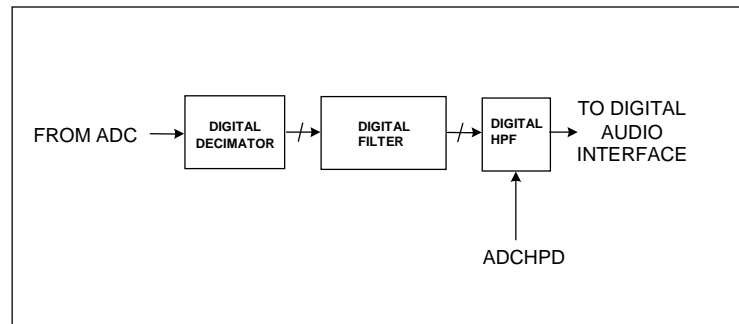 FROM ADC
DIGITAL
DECIMATOR
DIGITAL
FILTER
DIGITAL
HPF
TO DIGITAL
AUDIO
INTERFACE
ADCHPD